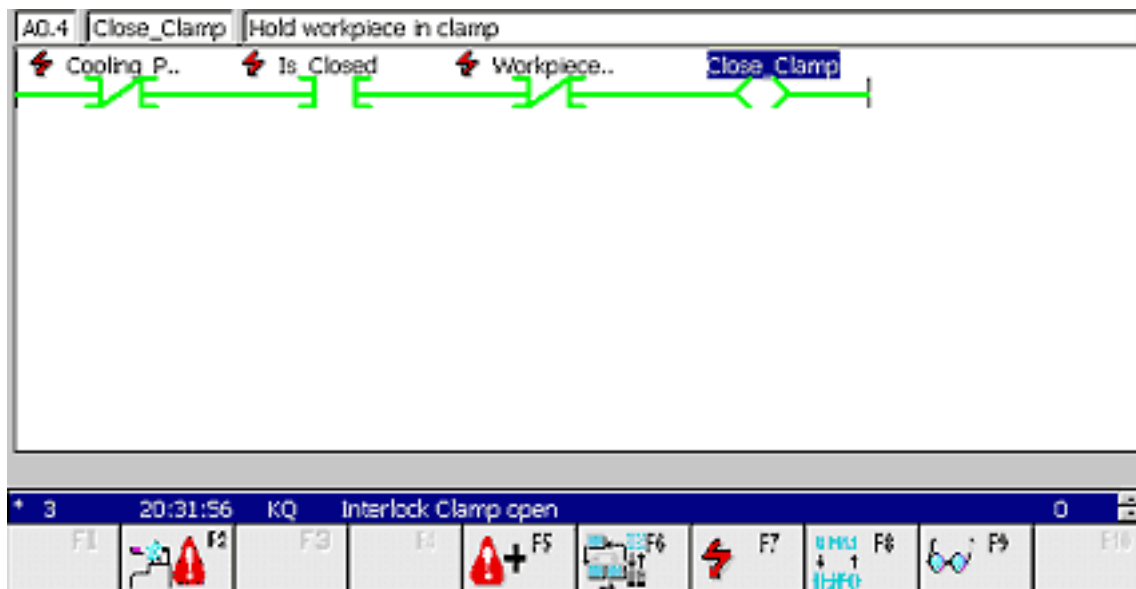 A0.4 Close_Clamp Hold workpiece in clamp
Cooling_P.. Is_Closed Workpiece.. Close_Clamp
* 3 20:31:56 KQ Interlock Clamp open 0
F1 F2 F3 F4 F5 F6 F7 F8 F9 F10